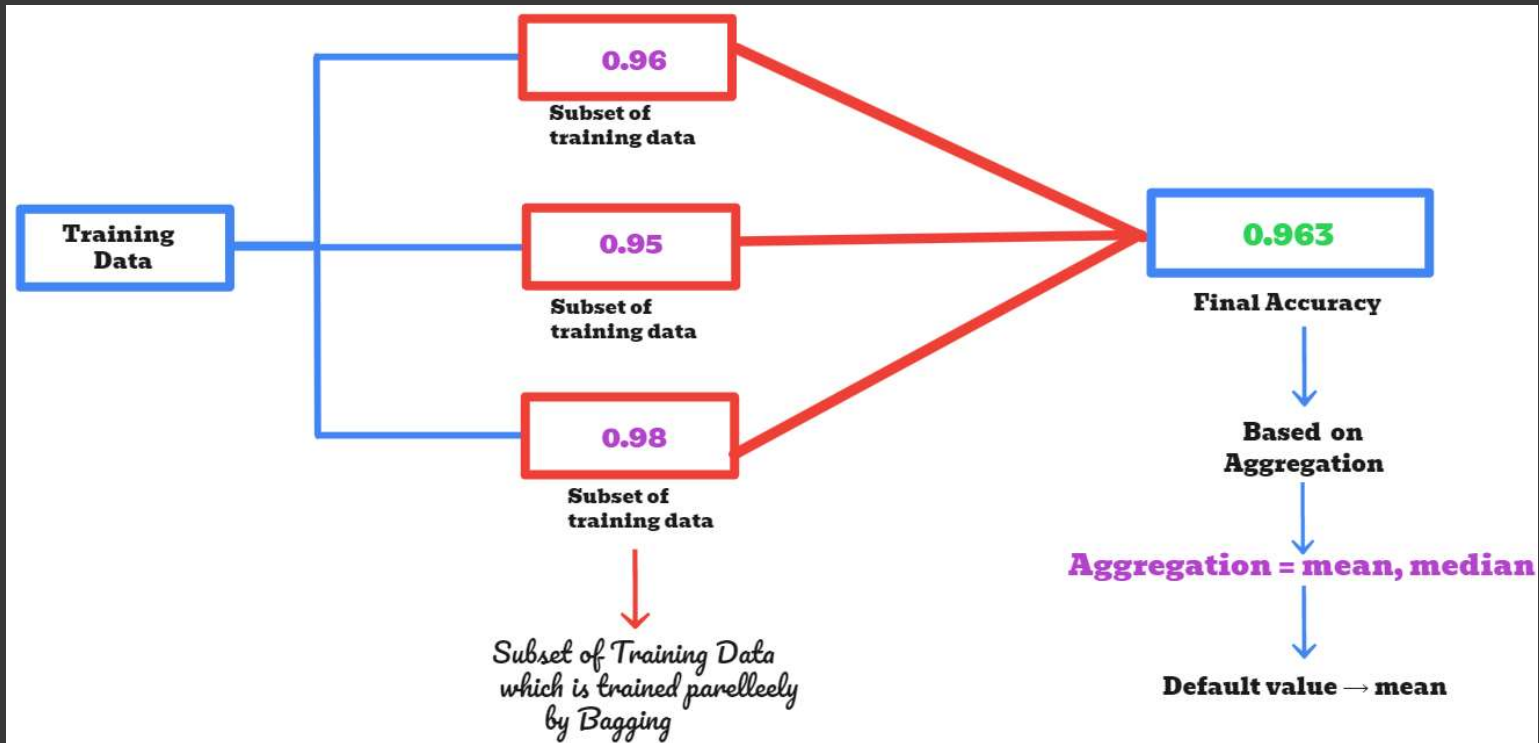 Training
Data
0.96
Subset of
training data
0.95
Subset of
training data
0.98
Subset of
training data
Subset of Training Data
which is trained parelleely
by Bagging
0.963
Final Accuracy
Based on
Aggregation
Aggregation = mean, median
Default value → mean